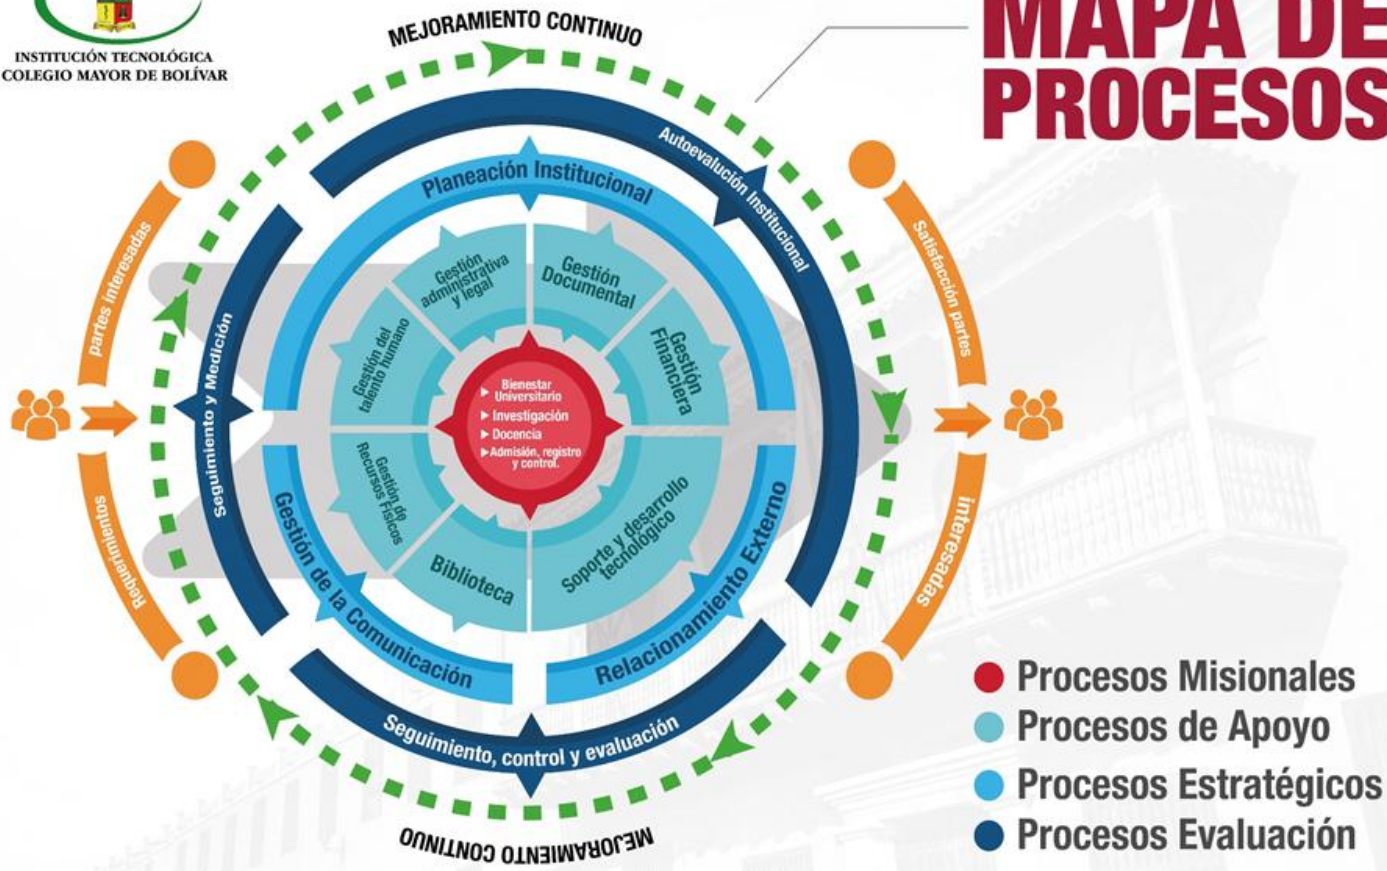 INSTITUCIÓN TECNOLÓGICA
COLEGIO MAYOR DE BOLÍVAR
MAPA DE
PROCESOS
MEJORAMIENTO CONTINUO
Autoevalución Institucional
Planeación Institucional
partes interesadas
Requerimientos
Seguimiento y Medición
Gestión
administrativa
y legal
Gestión
Documental
Gestión del
talento humano
Gestión
Financiera
Bienestar
Universitario
Investigación
Docencia
Admisión, registro
y control.
Gestión de
Recursos Físicos
Biblioteca
Soporte y desarrollo
tecnológico
Gestión de la Comunicación
Relacionamiento Externo
Seguimiento, control y evaluación
Satisfacción partes
interesadas
MEJORAMIENTO CONTINUO
Procesos Misionales
Procesos de Apoyo
Procesos Estratégicos
Procesos Evaluación